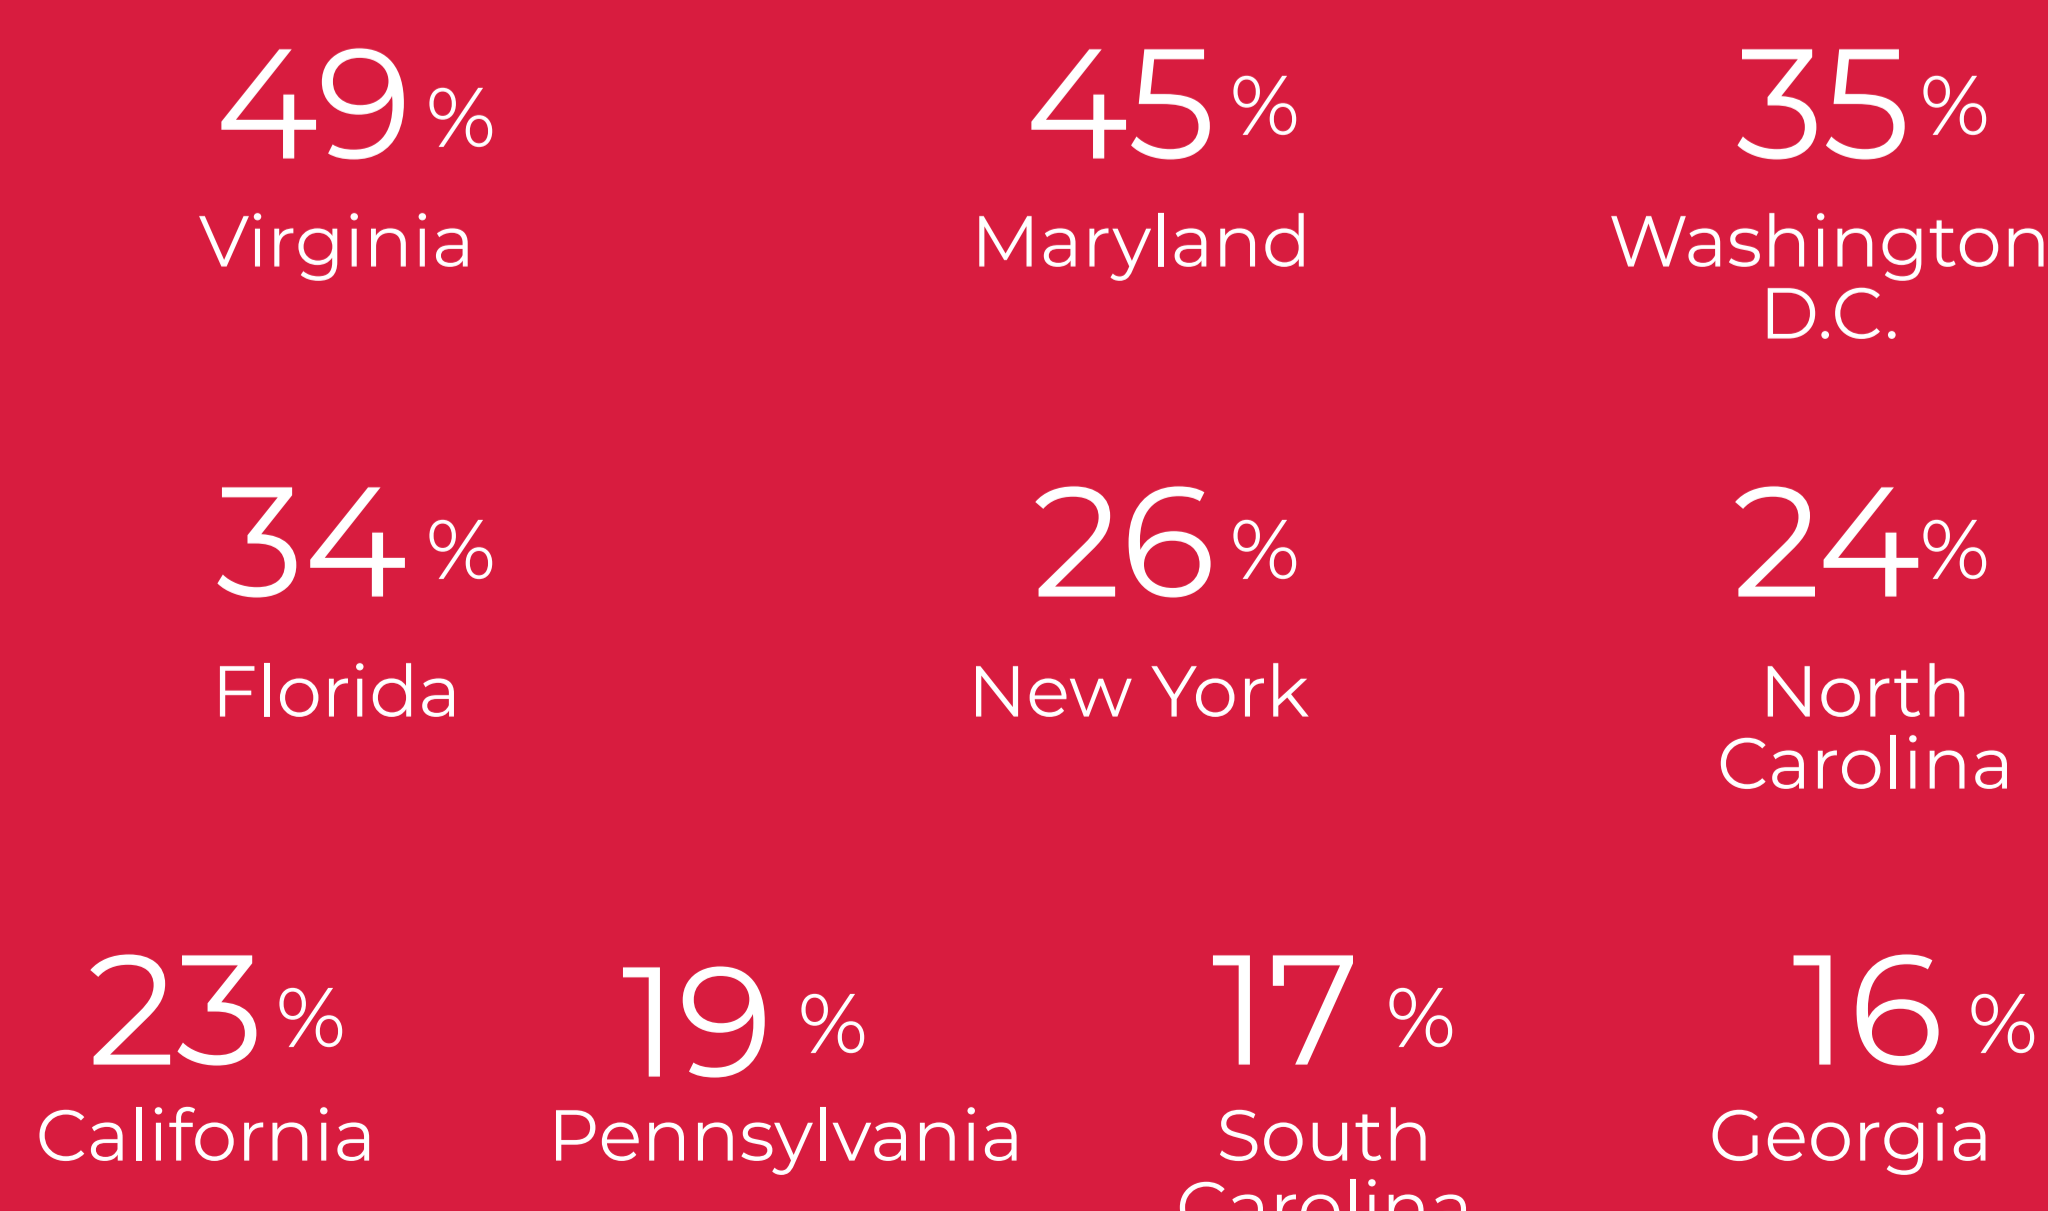 49 % 45 % 35 %
Virginia Maryland Washington
D.C.
34 % 26 % 24 %
Florida New York North
Carolina
23 % 19 % 17 % 16 %
California Pennsylvania South Georgia
Carolina